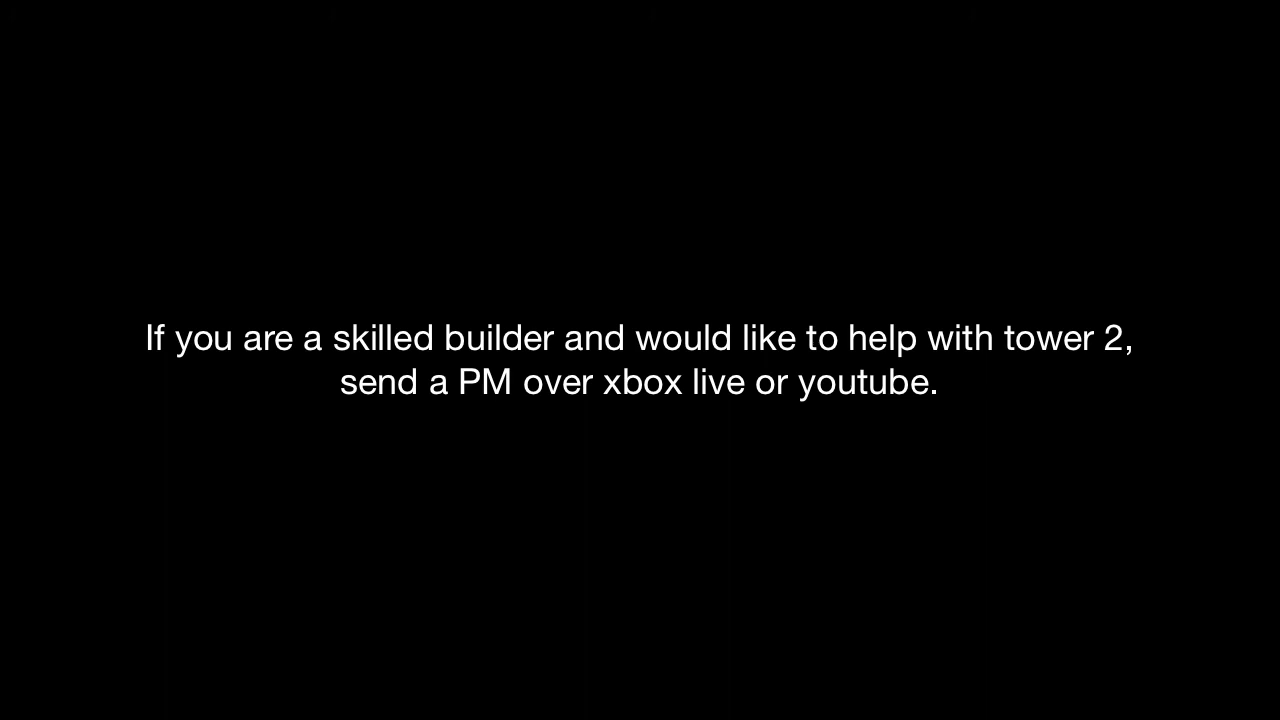 If you are a skilled builder and would like to help with tower 2,
send a PM over xbox live or youtube.